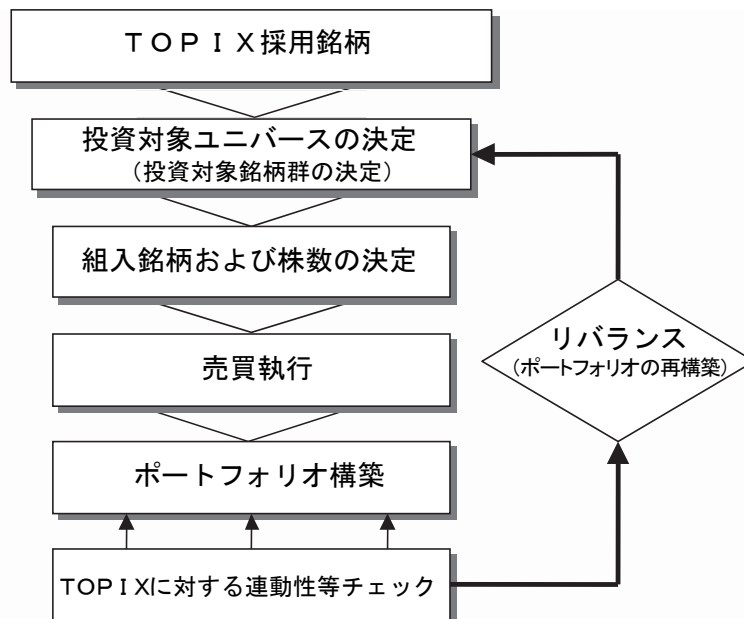 ＴＯＰＩＸ採用銘柄
投資対象ユニバースの決定
（投資対象銘柄群の決定）
組入銘柄および株数の決定
売買執行
リバランス
（ポートフォリオの再構築）
ポートフォリオ構築
ＴＯＰＩＸに対する連動性等チェック